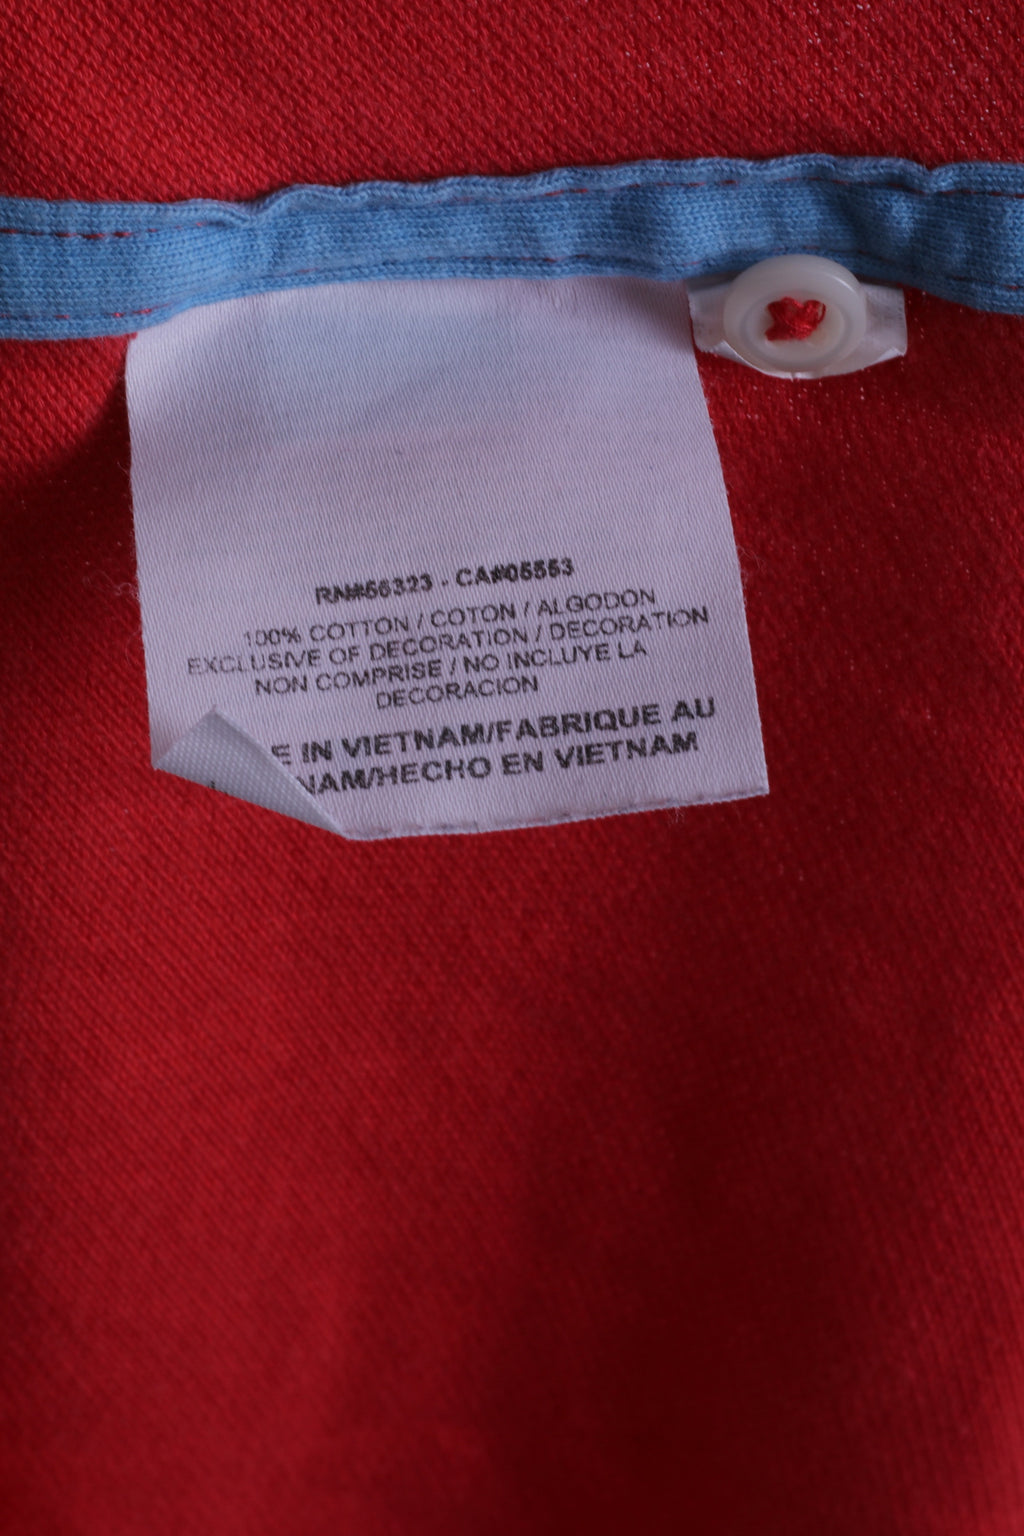 RN#56323 - CA#05553
100% COTTON / COTON / ALGODON
EXCLUSIVE OF DECORATION / DECORATION
NON COMPRISE / NO INCLUYE LA
DECORACION
E IN VIETNAM/FABRIQUE AU
NAM/HECHO EN VIETNAM